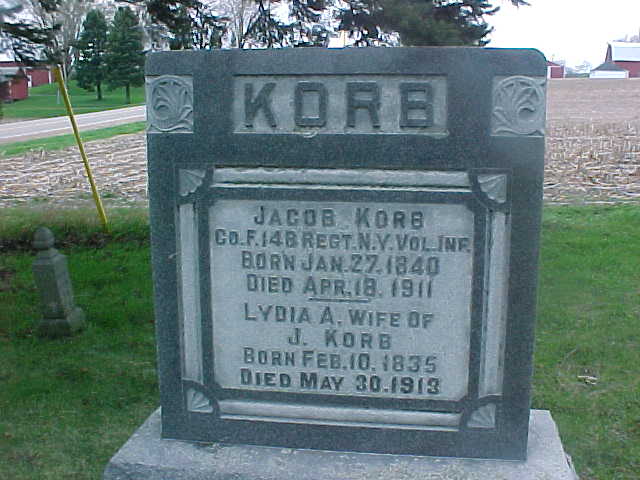 KORB
JACOB KORB
CO.F.146 REGT.N.Y.VOL.INF.
BORN JAN.27.1840
DIED APR.18.1911
LYDIA A. WIFE OF
J. KORB
BORN FEB.10.1835
DIED MAY 30.1913